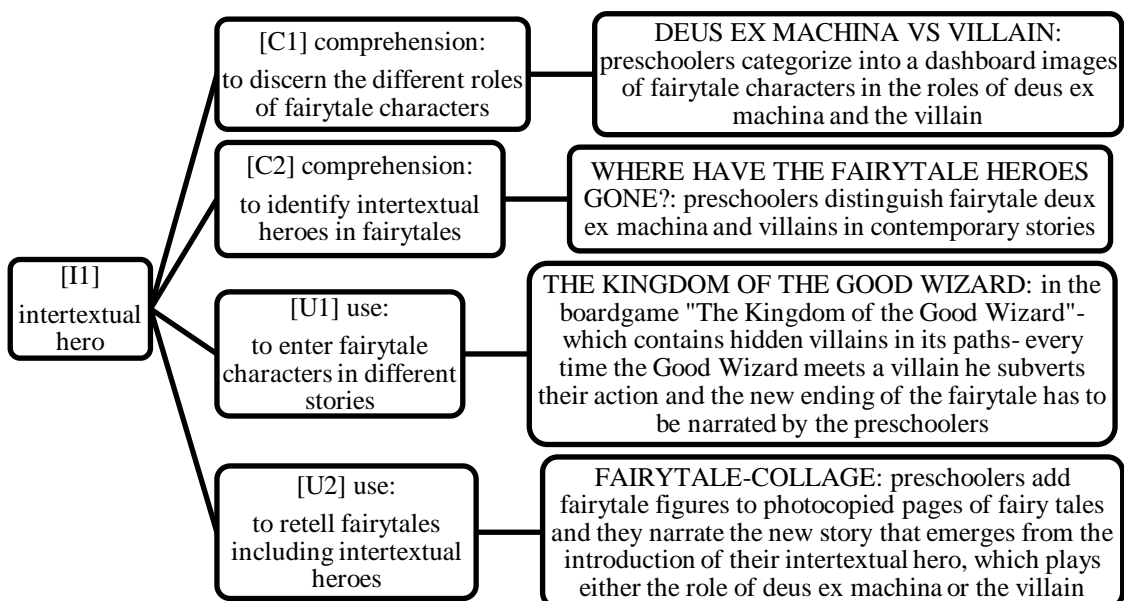 [I1]
intertextual
hero
[C1] comprehension:
to discern the different roles
of fairytale characters
DEUS EX MACHINA VS VILLAIN:
preschoolers categorize into a dashboard images
of fairytale characters in the roles of deus ex
machina and the villain
[C2] comprehension:
to identify intertextual
heroes in fairytales
WHERE HAVE THE FAIRYTALE HEROES
GONE?: preschoolers distinguish fairytale deux
ex machina and villains in contemporary stories
[U1] use:
to enter fairytale
characters in different
stories
THE KINGDOM OF THE GOOD WIZARD: in the
boardgame "The Kingdom of the Good Wizard"-
which contains hidden villains in its paths- every
time the Good Wizard meets a villain he subverts
their action and the new ending of the fairytale has to
be narrated by the preschoolers
[U2] use:
to retell fairytales
including intertextual
heroes
FAIRYTALE-COLLAGE: preschoolers add
fairytale figures to photocopied pages of fairy tales
and they narrate the new story that emerges from the
introduction of their intertextual hero, which plays
either the role of deus ex machina or the villain